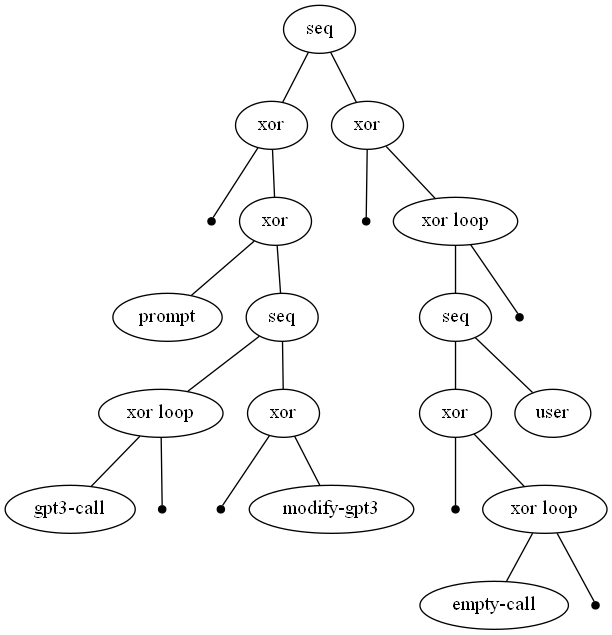 seq
xor
xor
xor
xor loop
prompt
seq
seq
xor loop
xor
xor
user
gpt3-call
modify-gpt3
xor loop
empty-call